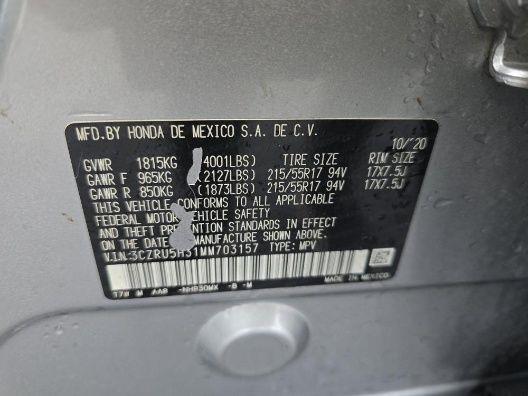 MFD.BY HONDA DE MEXICO S.A. DE C.V.
10/20
GVWR 1815KG (4001LBS) TIRE SIZE RIM SIZE
GAWR F 965KG (2127LBS) 215/55R17 94V 17X7.5J
GAWR R 850KG (1873LBS) 215/55R17 94V 17X7.5J
THIS VEHICLE CONFORMS TO ALL APPLICABLE
FEDERAL MOTOR VEHICLE SAFETY
AND THEFT PREVENTION STANDARDS IN EFFECT
ON THE DATE OF MANUFACTURE SHOWN ABOVE.
V.I.N:3CZRU5H31MM703157 TYPE: MPV
MADE IN MEXICO
AAB -NHB30MX -B -M